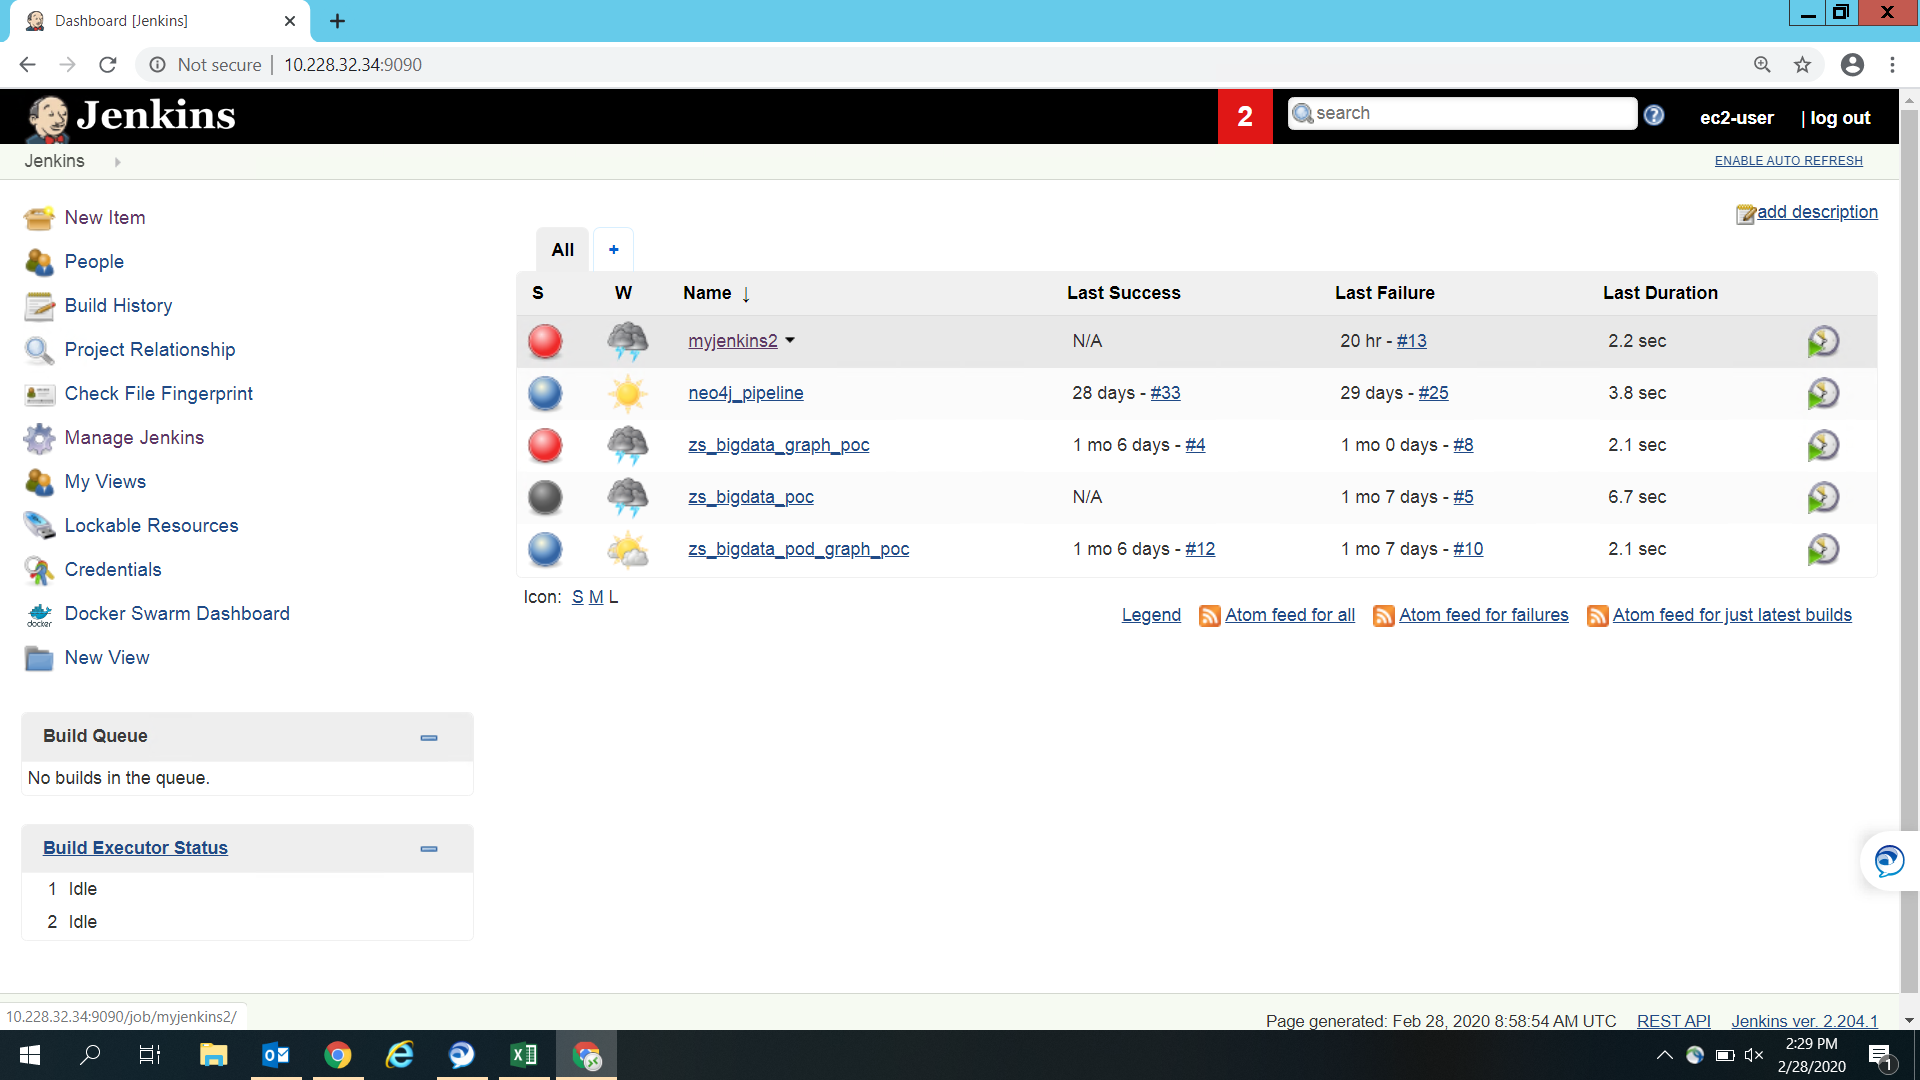 Dashboard [Jenkins]
Not secure | 10.228.32.34:9090
Jenkins
2
search
ec2-user
| log out
Jenkins
ENABLE AUTO REFRESH
New Item
People
Build History
Project Relationship
Check File Fingerprint
Manage Jenkins
My Views
Lockable Resources
Credentials
docker
Docker Swarm Dashboard
New View
Build Queue
No builds in the queue.
Build Executor Status
1 Idle
2 Idle
add description
All +
S W Name ↓ Last Success Last Failure Last Duration
myjenkins2 N/A 20 hr - #13 2.2 sec
neo4j_pipeline 28 days - #33 29 days - #25 3.8 sec
zs_bigdata_graph_poc 1 mo 6 days - #4 1 mo 0 days - #8 2.1 sec
zs_bigdata_poc N/A 1 mo 7 days - #5 6.7 sec
zs_bigdata_pod_graph_poc 1 mo 6 days - #12 1 mo 7 days - #10 2.1 sec
Icon: S M L
Legend Atom feed for all Atom feed for failures Atom feed for just latest builds
10.228.32.34:9090/job/myjenkins2/
Page generated: Feb 28, 2020 8:58:54 AM UTC REST API Jenkins ver. 2.204.1
2:29 PM
2/28/2020
1